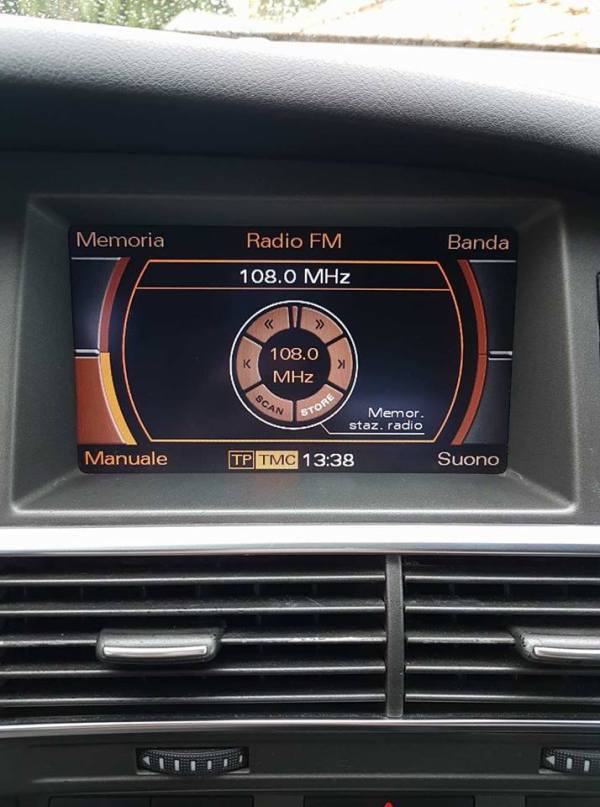 Memoria Radio FM Banda
108.0 MHz
108.0
MHz
SCAN STORE
Memor.
staz. radio
Manuale TP TMC 13:38 Suono